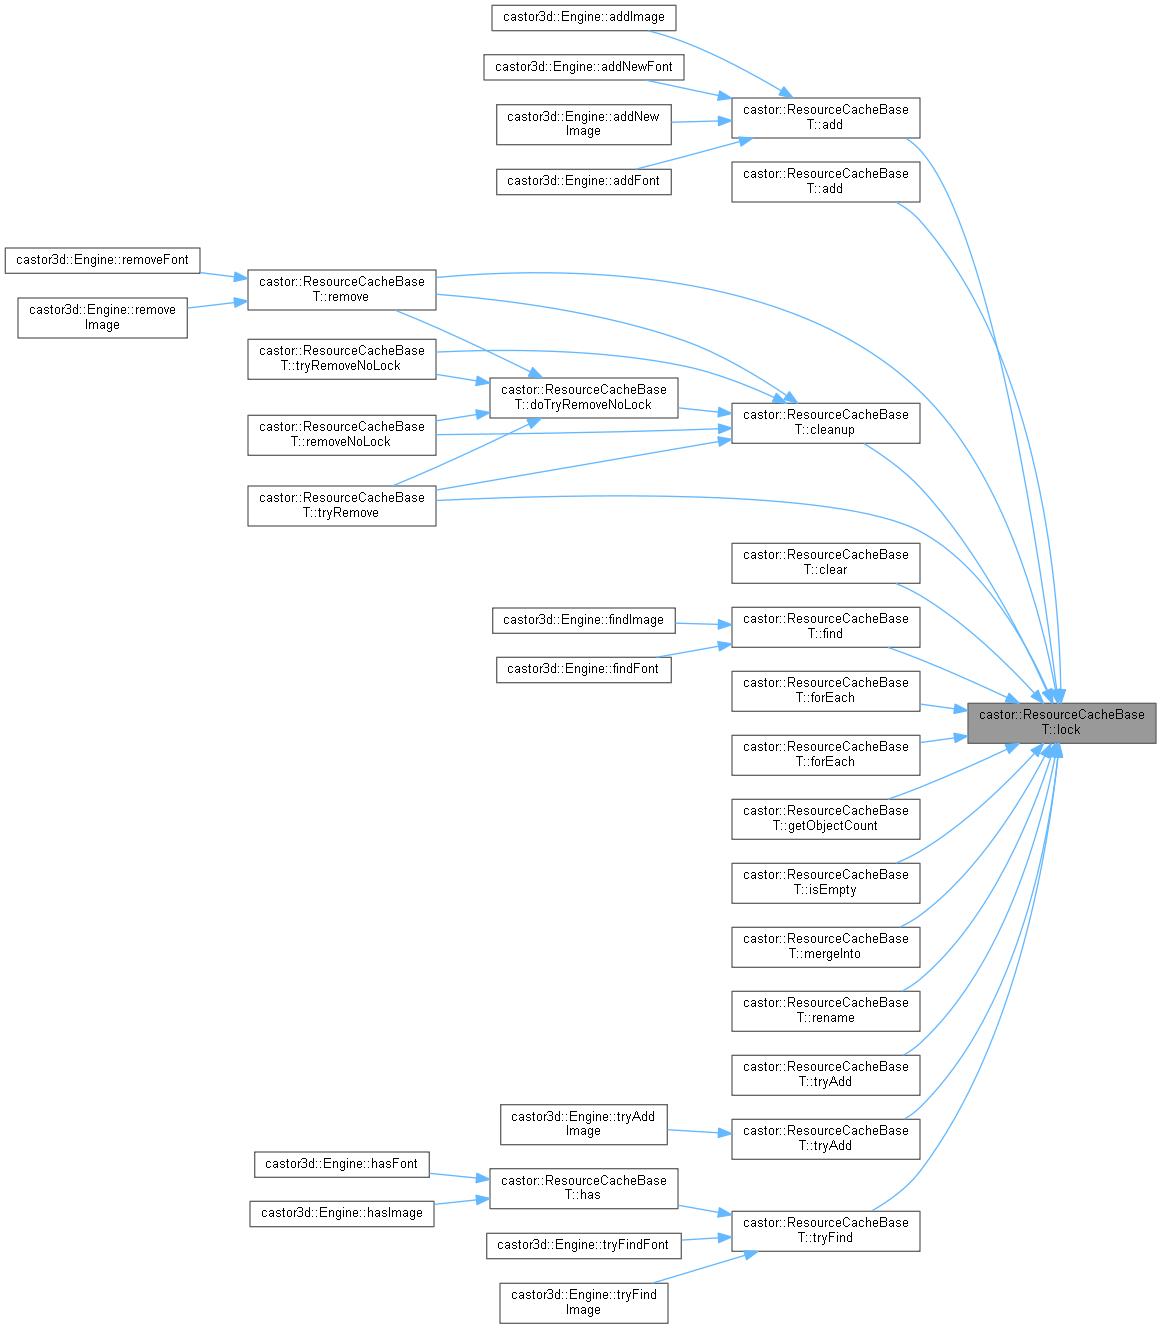 castor3d::Engine::addImage
castor3d::Engine::addNewFont
castor3d::Engine::addNew
Image
castor3d::Engine::addFont
castor::ResourceCacheBase
T::add
castor::ResourceCacheBase
T::add
castor3d::Engine::removeFont
castor3d::Engine::remove
Image
castor::ResourceCacheBase
T::remove
castor::ResourceCacheBase
T::tryRemoveNoLock
castor::ResourceCacheBase
T::removeNoLock
castor::ResourceCacheBase
T::tryRemove
castor::ResourceCacheBase
T::doTryRemoveNoLock
castor::ResourceCacheBase
T::cleanup
castor::ResourceCacheBase
T::clear
castor3d::Engine::findImage
castor3d::Engine::findFont
castor::ResourceCacheBase
T::find
castor::ResourceCacheBase
T::forEach
castor::ResourceCacheBase
T::lock
castor::ResourceCacheBase
T::forEach
castor::ResourceCacheBase
T::getObjectCount
castor::ResourceCacheBase
T::isEmpty
castor::ResourceCacheBase
T::mergeInto
castor::ResourceCacheBase
T::rename
castor::ResourceCacheBase
T::tryAdd
castor3d::Engine::tryAdd
Image
castor::ResourceCacheBase
T::tryAdd
castor3d::Engine::hasFont
castor3d::Engine::hasImage
castor::ResourceCacheBase
T::has
castor3d::Engine::tryFindFont
castor3d::Engine::tryFind
Image
castor::ResourceCacheBase
T::tryFind